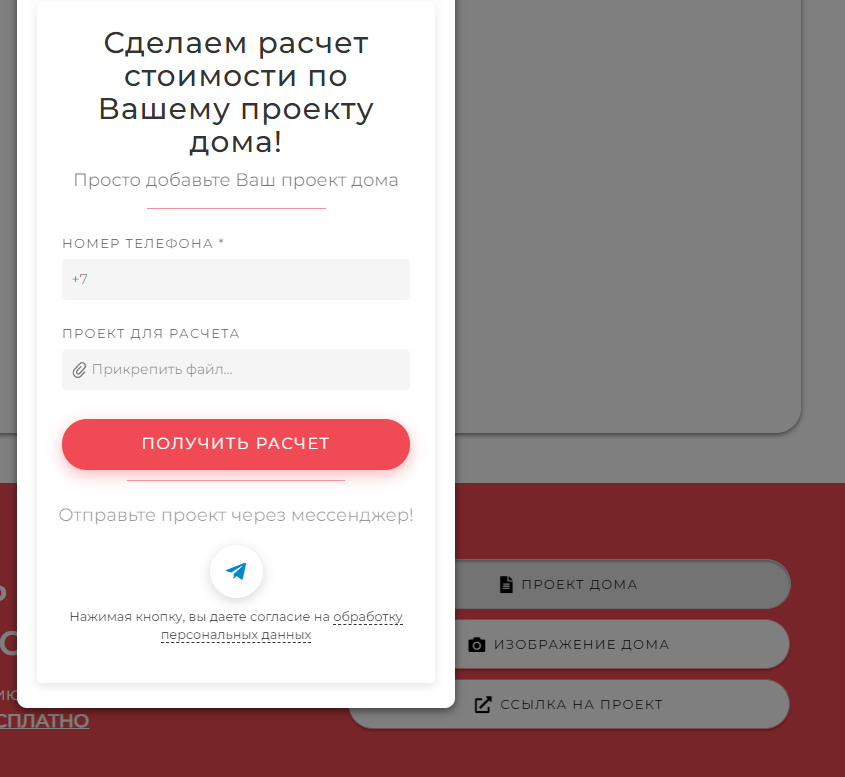 Сделаем расчет
стоимости по
Вашему проекту
дома!
Просто добавьте Ваш проект дома
НОМЕР ТЕЛЕФОНА *
+7
ПРОЕКТ ДЛЯ РАСЧЕТА
Прикрепить файл...
ПОЛУЧИТЬ РАСЧЕТ
Отправьте проект через мессенджер!
Нажимая кнопку, вы даете согласие на обработку
персональных данных
ПРОЕКТ ДОМА
ИЗОБРАЖЕНИЕ ДОМА
ССЫЛКА НА ПРОЕКТ